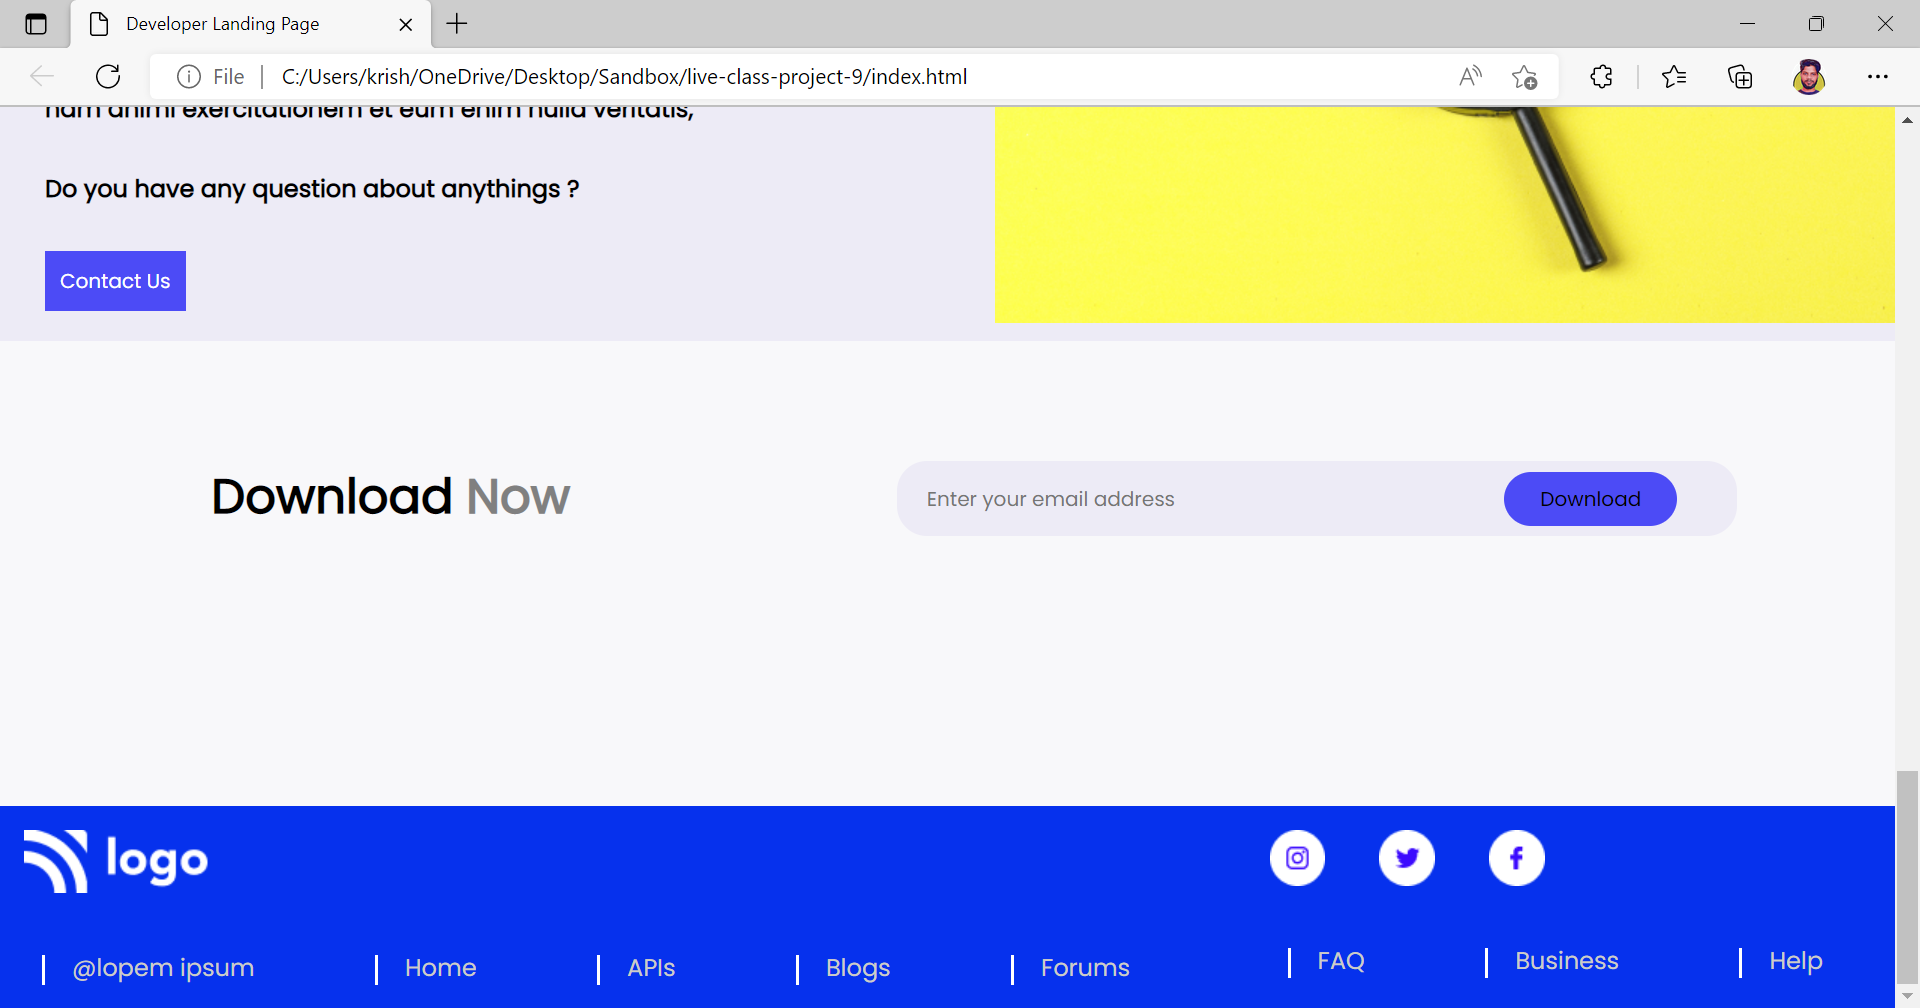 Developer Landing Page
File
C:/Users/krish/OneDrive/Desktop/Sandbox/live-class-project-9/index.html
nam animi exercitationem et eum enim nulla veritatis,
Do you have any question about anythings ?
Contact Us
Download Now
Enter your email address
Download
logo
@lopem ipsum Home APIs Blogs Forums FAQ Business Help